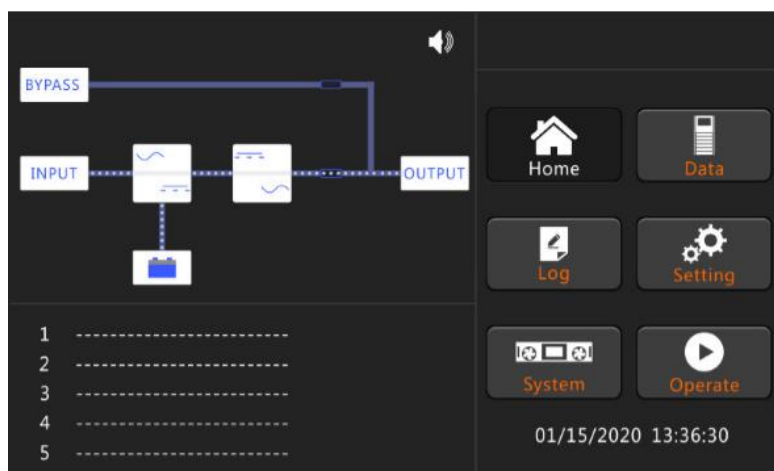 BYPASS
INPUT
OUTPUT
1 ------------------------
2 ------------------------
3 ------------------------
4 ------------------------
5 ------------------------
Home
Data
Log
Setting
System
Operate
01/15/2020 13:36:30